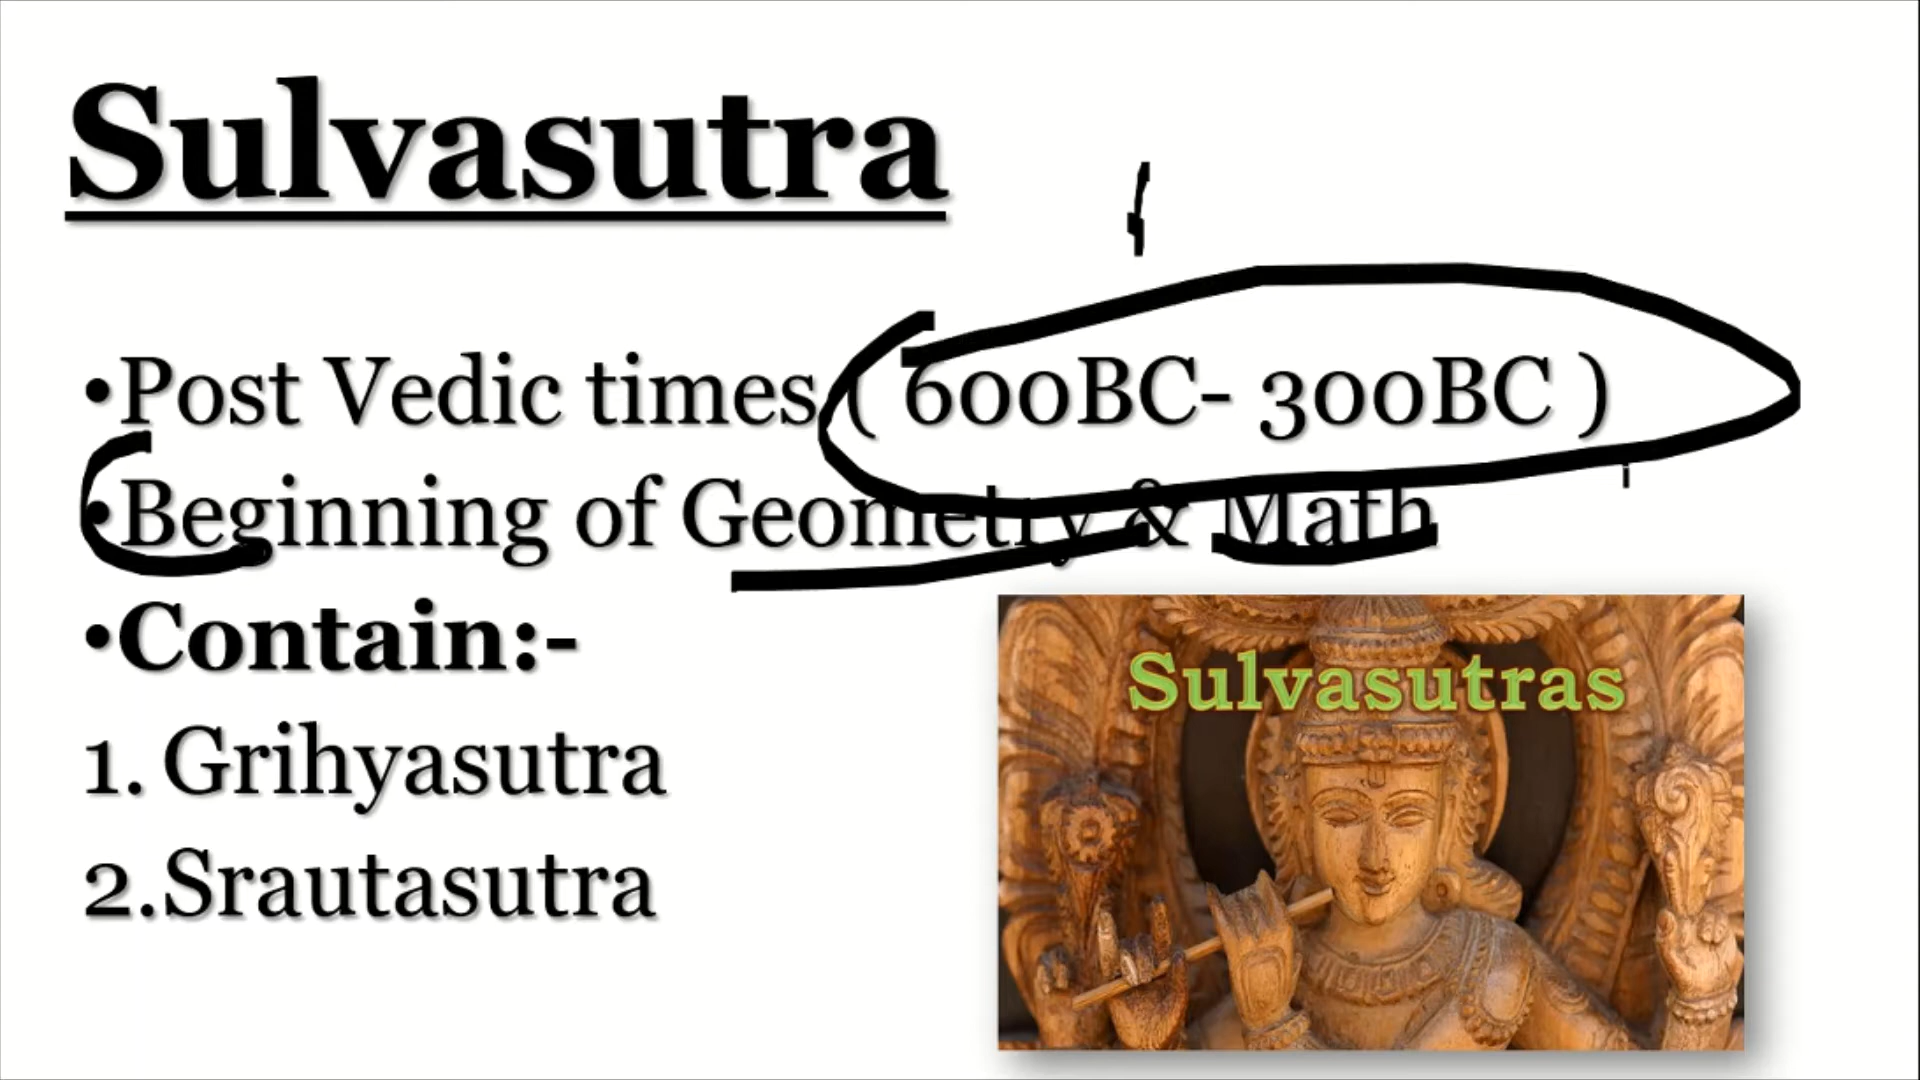 Sulvasutra
•Post Vedic times ( 600BC- 300BC )
•Beginning of Geometry & Math
•Contain:-
1. Grihyasutra
2.Srautasutra
Sulvasutras